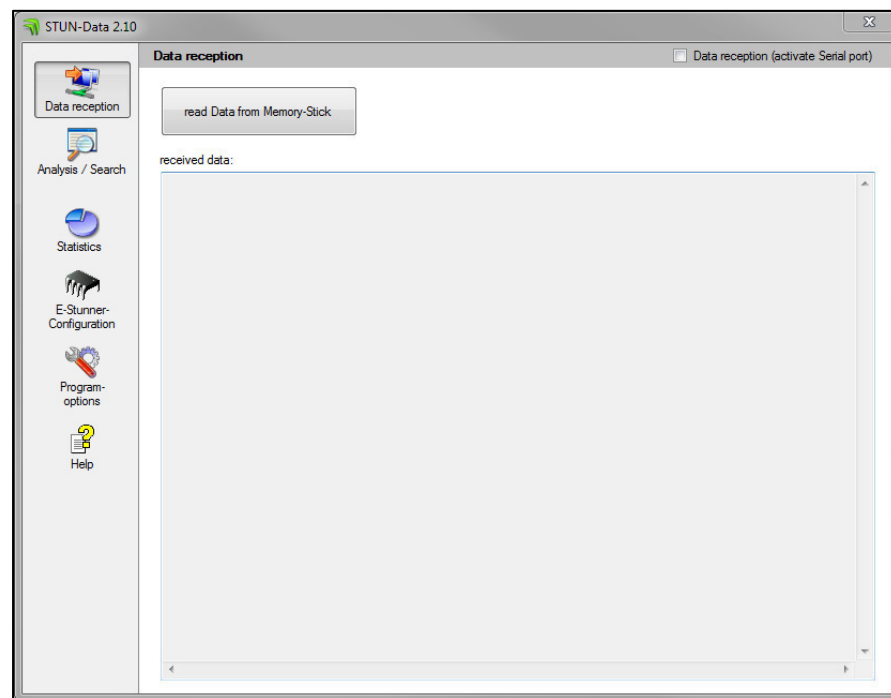 STUN-Data 2.10
Data reception
Data reception (activate Serial port)
Data reception
Analysis / Search
Statistics
E-Stunner-
Configuration
Program-
options
Help
read Data from Memory-Stick
received data: